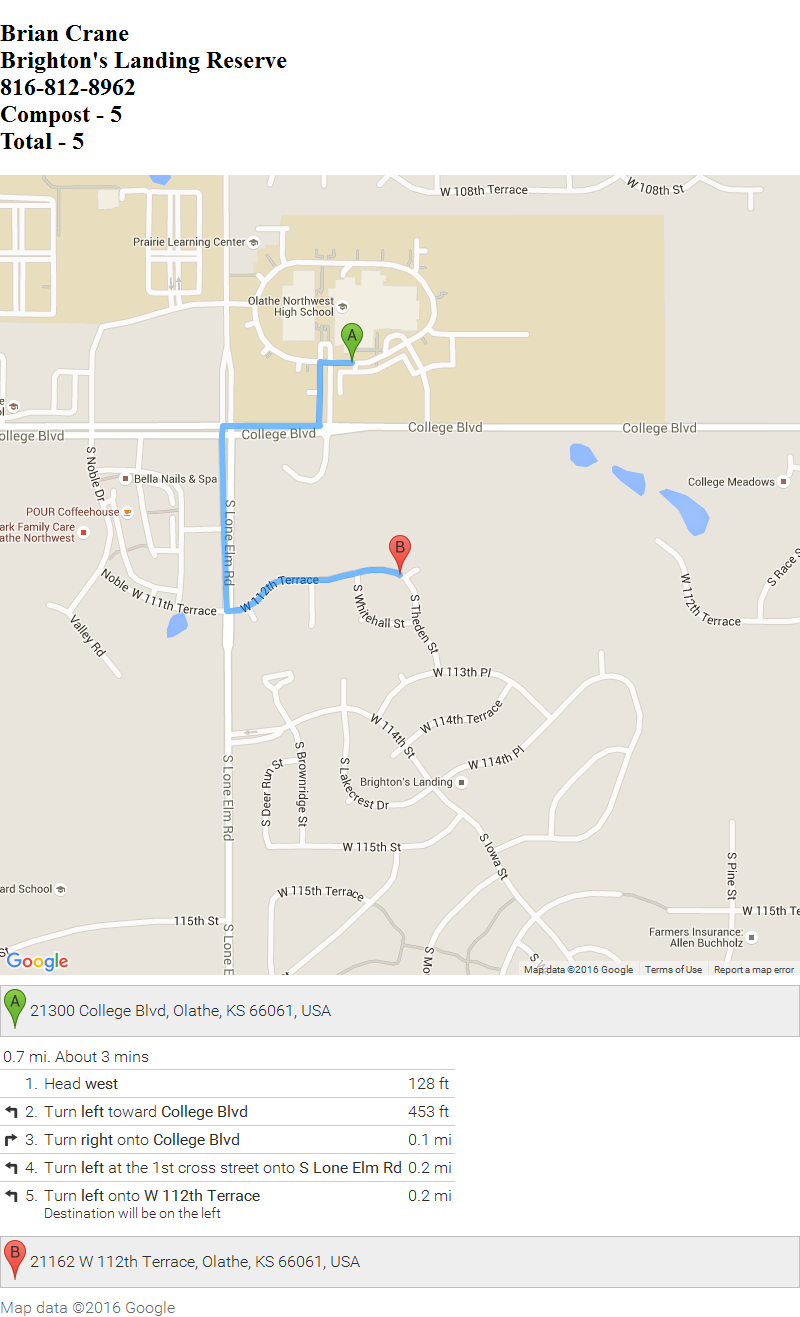 Brian Crane
Brighton's Landing Reserve
816-812-8962
Compost - 5
Total - 5
W 108th Terrace
W 108th St
Prairie Learning Center
Olathe Northwest
High School
A
College Blvd
College Blvd
College Blvd
ollege Blvd
S Noble Dr
Bella Nails & Spa
College Meadows
POUR Coffeehouse
ark Family Care
athe Northwest
S Lone Elm Rd
B
Noble
W 111th Terrace
W 112th Terrace
S Whitehall St
S Theden St
W 112th Terrace
S Race S
Valley Rd
W 113th Pl
W 114th Terrace
W 114th St
W 114th Pl
S Lone Elm Rd
S Deer Run St
S Brownridge St
S Lakecrest Dr
Brighton's Landing
W 115th St
S Iowa St
S Pine St
ard School
W 115th Terrace
W 115th Te
115th St
S Lone E
S Mo
S W
Farmers Insurance:
Allen Buchholz
St
Google
Map data ©2016 Google
Terms of Use
Report a map error
A 21300 College Blvd, Olathe, KS 66061, USA
0.7 mi. About 3 mins
1. Head west 128 ft
2. Turn left toward College Blvd 453 ft
3. Turn right onto College Blvd 0.1 mi
4. Turn left at the 1st cross street onto S Lone Elm Rd 0.2 mi
5. Turn left onto W 112th Terrace 0.2 mi
Destination will be on the left
B 21162 W 112th Terrace, Olathe, KS 66061, USA
Map data ©2016 Google